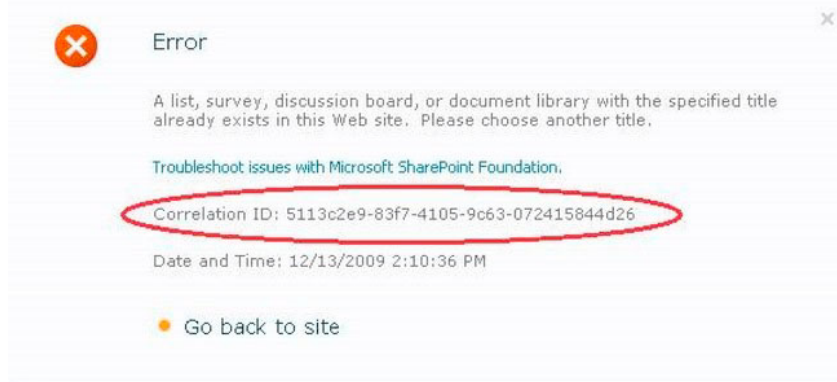 Error
A list, survey, discussion board, or document library with the specified title
already exists in this Web site.  Please choose another title.
Troubleshoot issues with Microsoft SharePoint Foundation.
Correlation ID: 5113c2e9-83f7-4105-9c63-072415844d26
Date and Time: 12/13/2009 2:10:36 PM
Go back to site